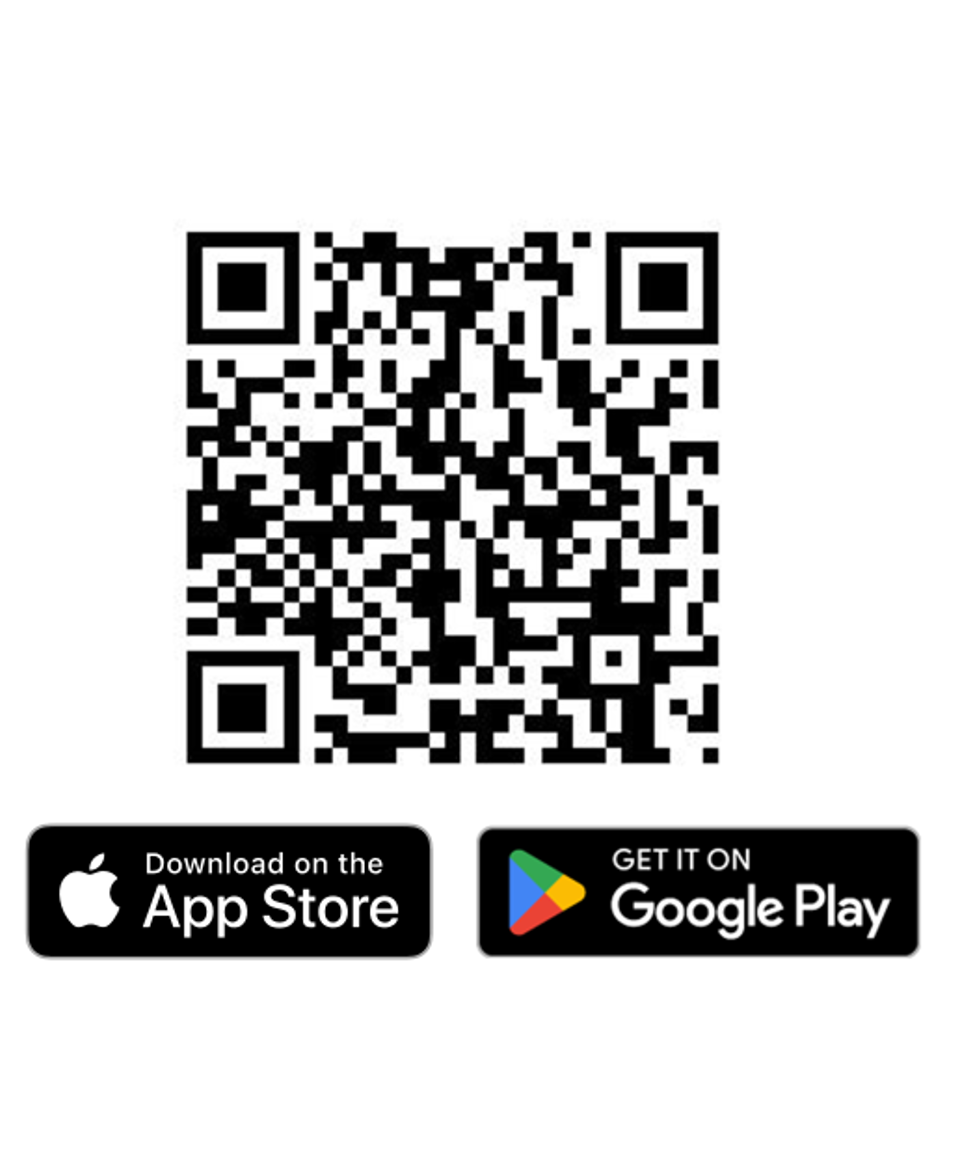 Download on the
App Store
GET IT ON
Google Play